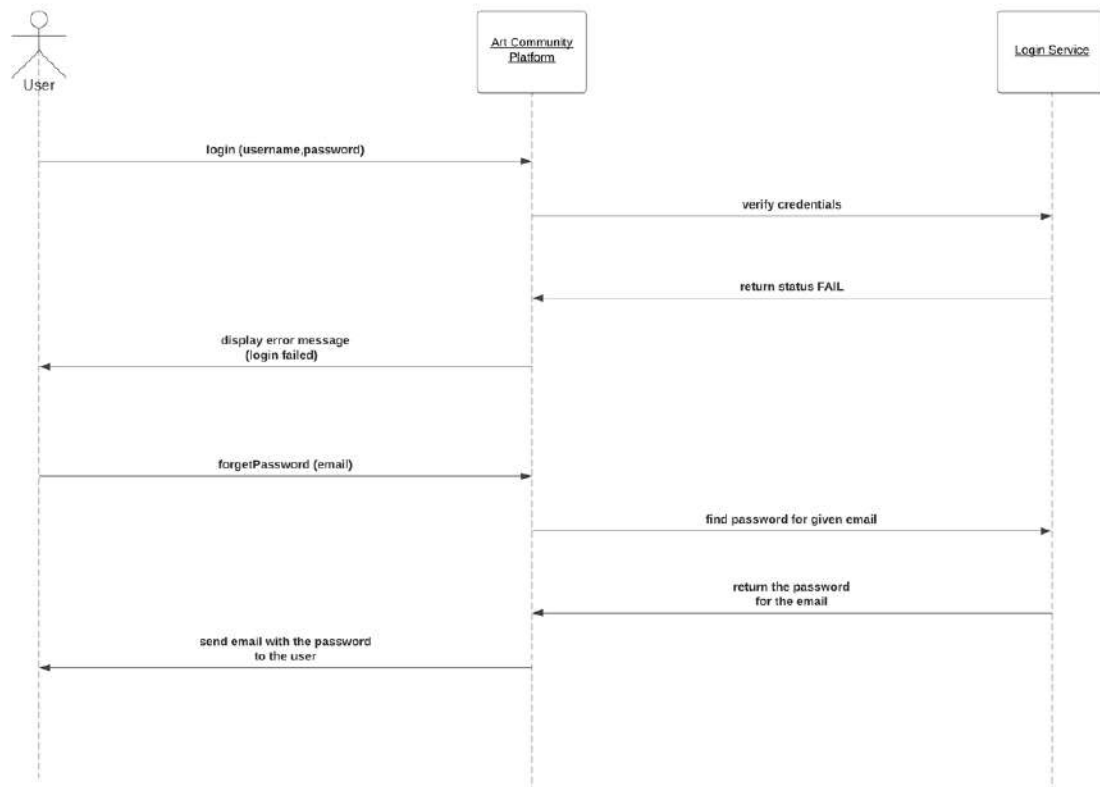 User
Art Community
Platform
Login Service
login (username,password)
verify credentials
return status FAIL
display error message
(login failed)
forgetPassword (email)
find password for given email
return the password
for the email
send email with the password
to the user